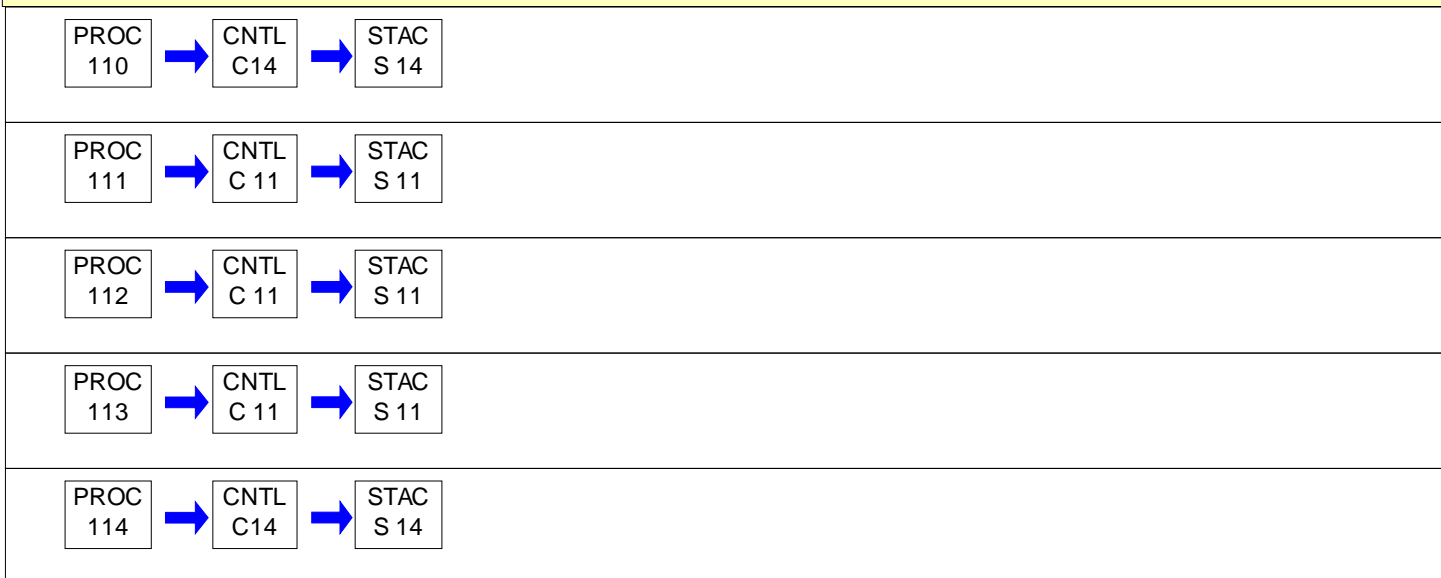 PROC CNTL STAC
110 C14 S 14
PROC CNTL STAC
111 C 11 S 11
PROC CNTL STAC
112 C 11 S 11
PROC CNTL STAC
113 C 11 S 11
PROC CNTL STAC
114 C14 S 14